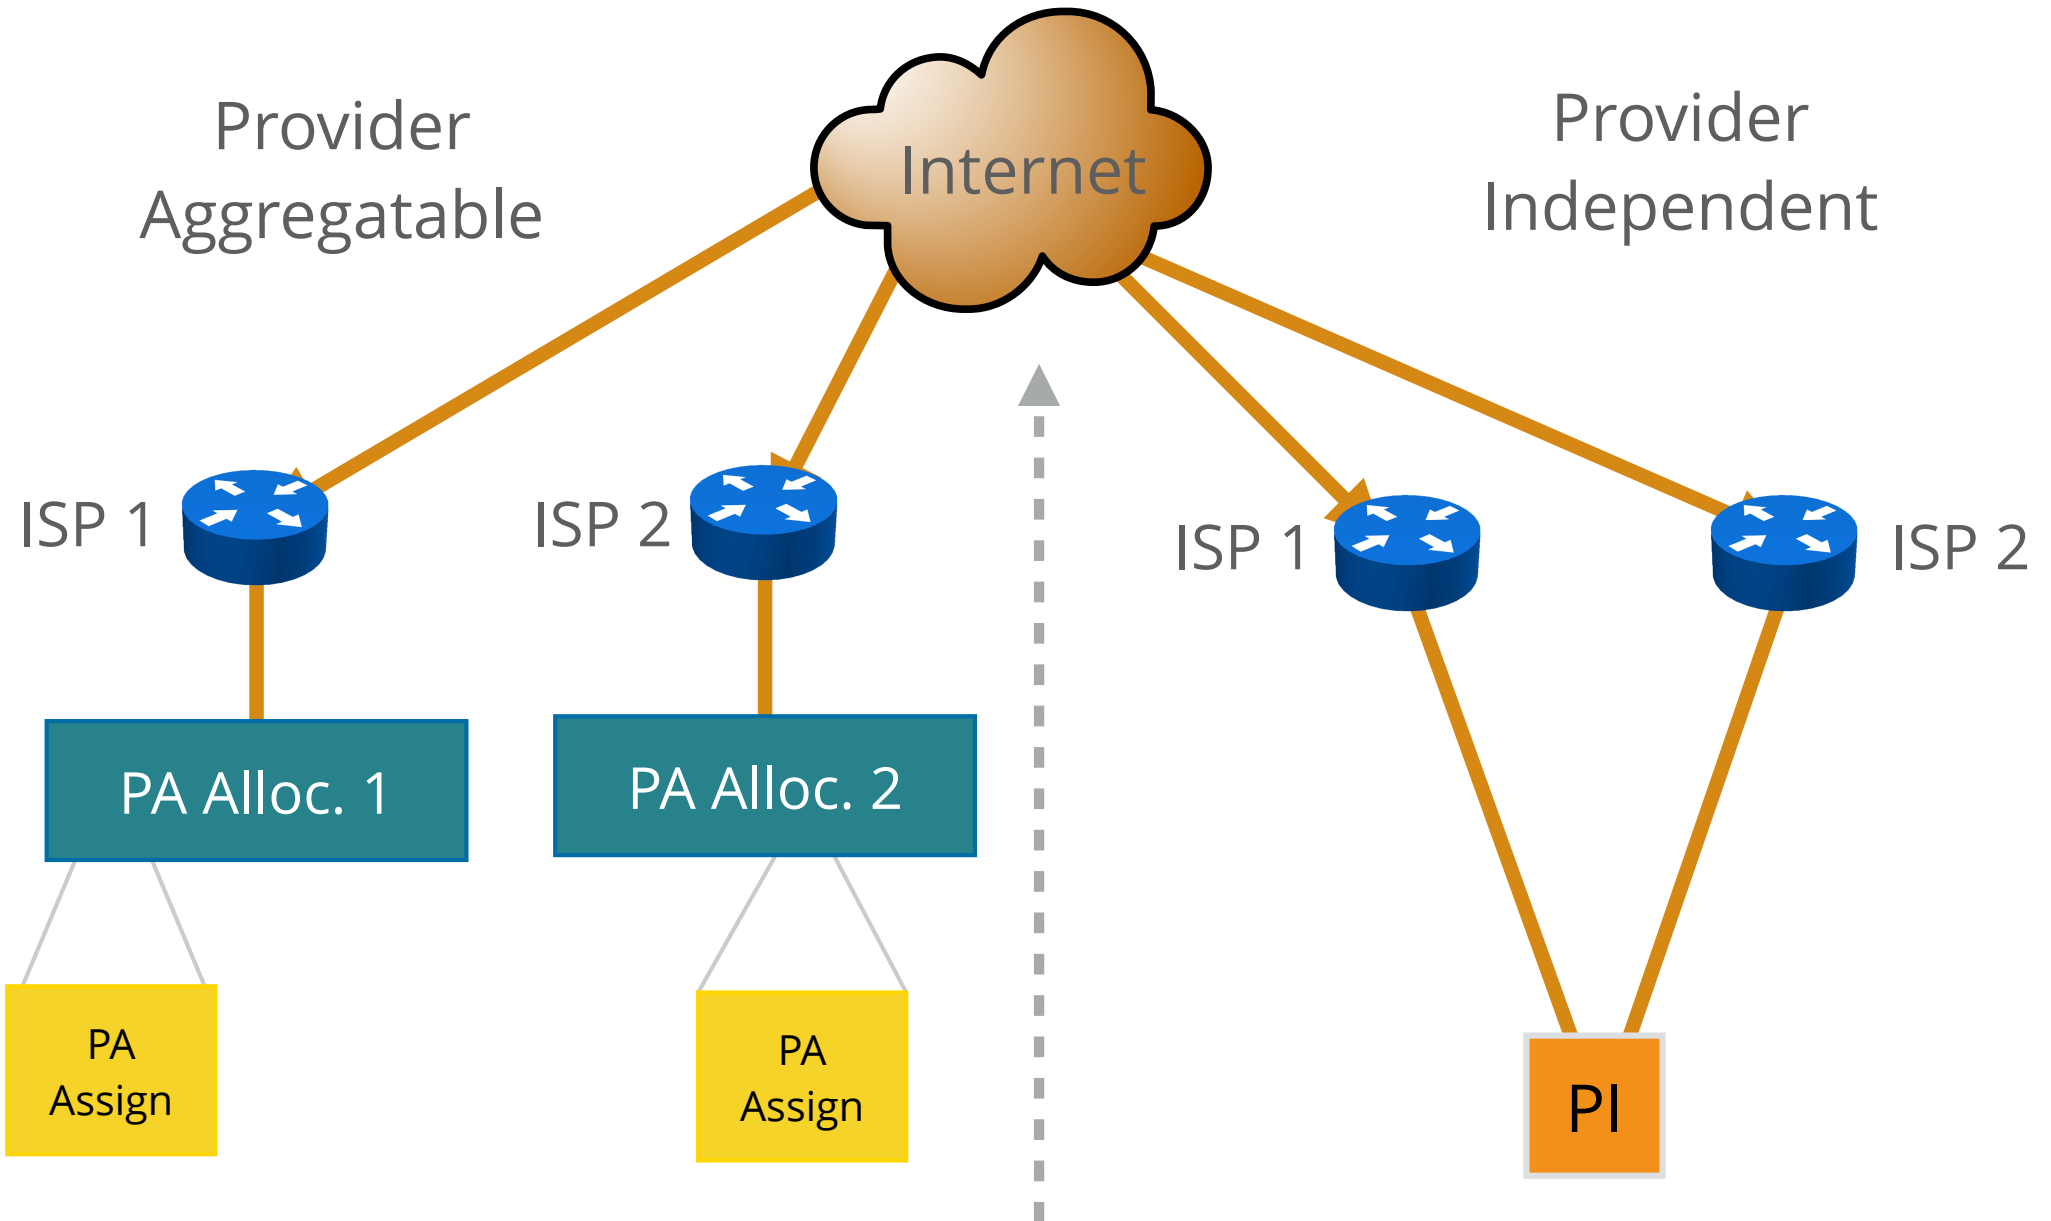 Provider
Aggregatable
Internet
Provider
Independent
ISP 1
ISP 2
ISP 1
ISP 2
PA Alloc. 1
PA Alloc. 2
PA
Assign
PA
Assign
PI